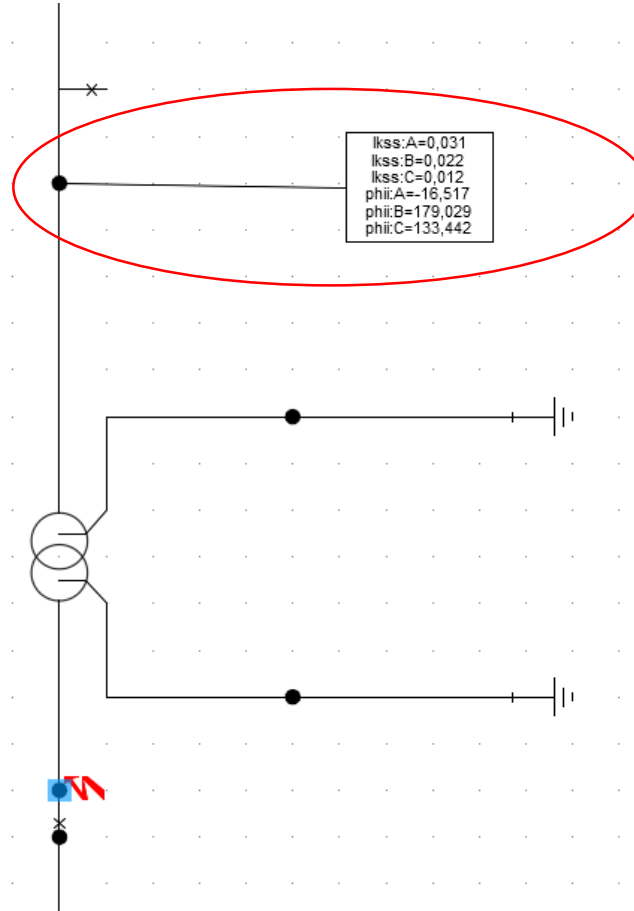 Ikss:A=0,031
Ikss:B=0,022
Ikss:C=0,012
phii:A=-16,517
phii:B=179,029
phii:C=133,442